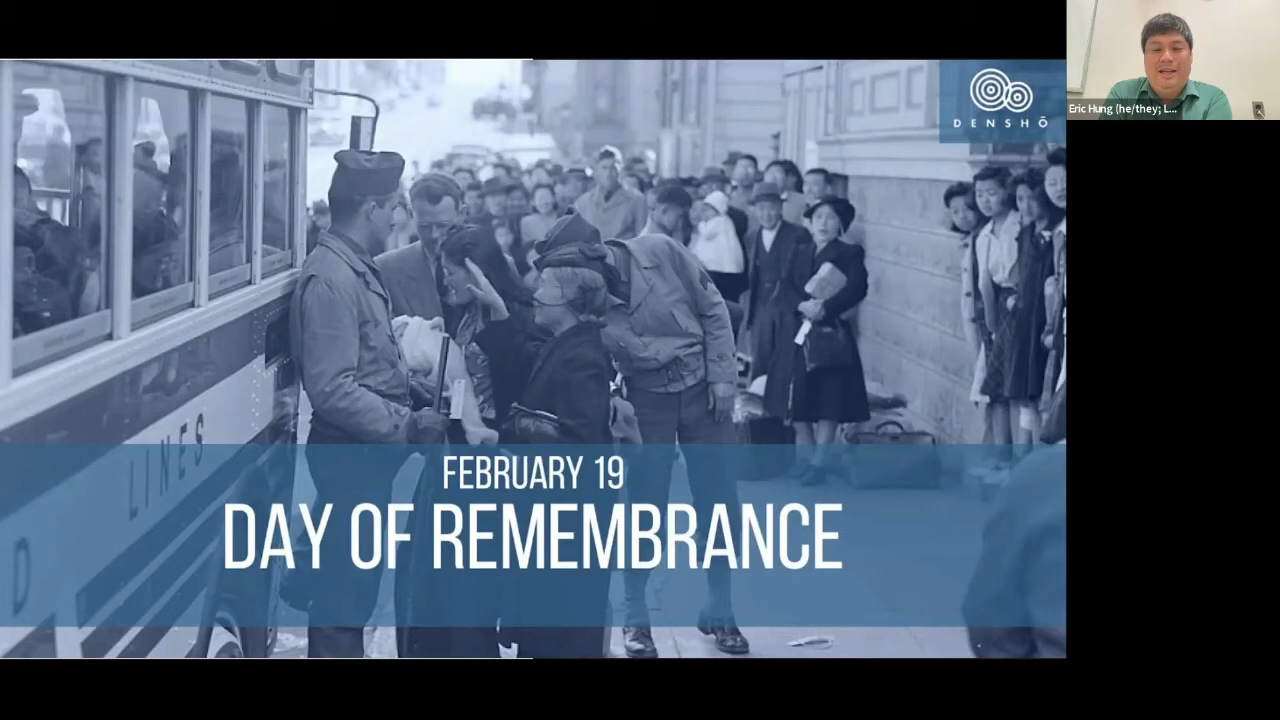 DENSHŌ
Eric Hung (he/they; L...
LINES
D
FEBRUARY 19
DAY OF REMEMBRANCE